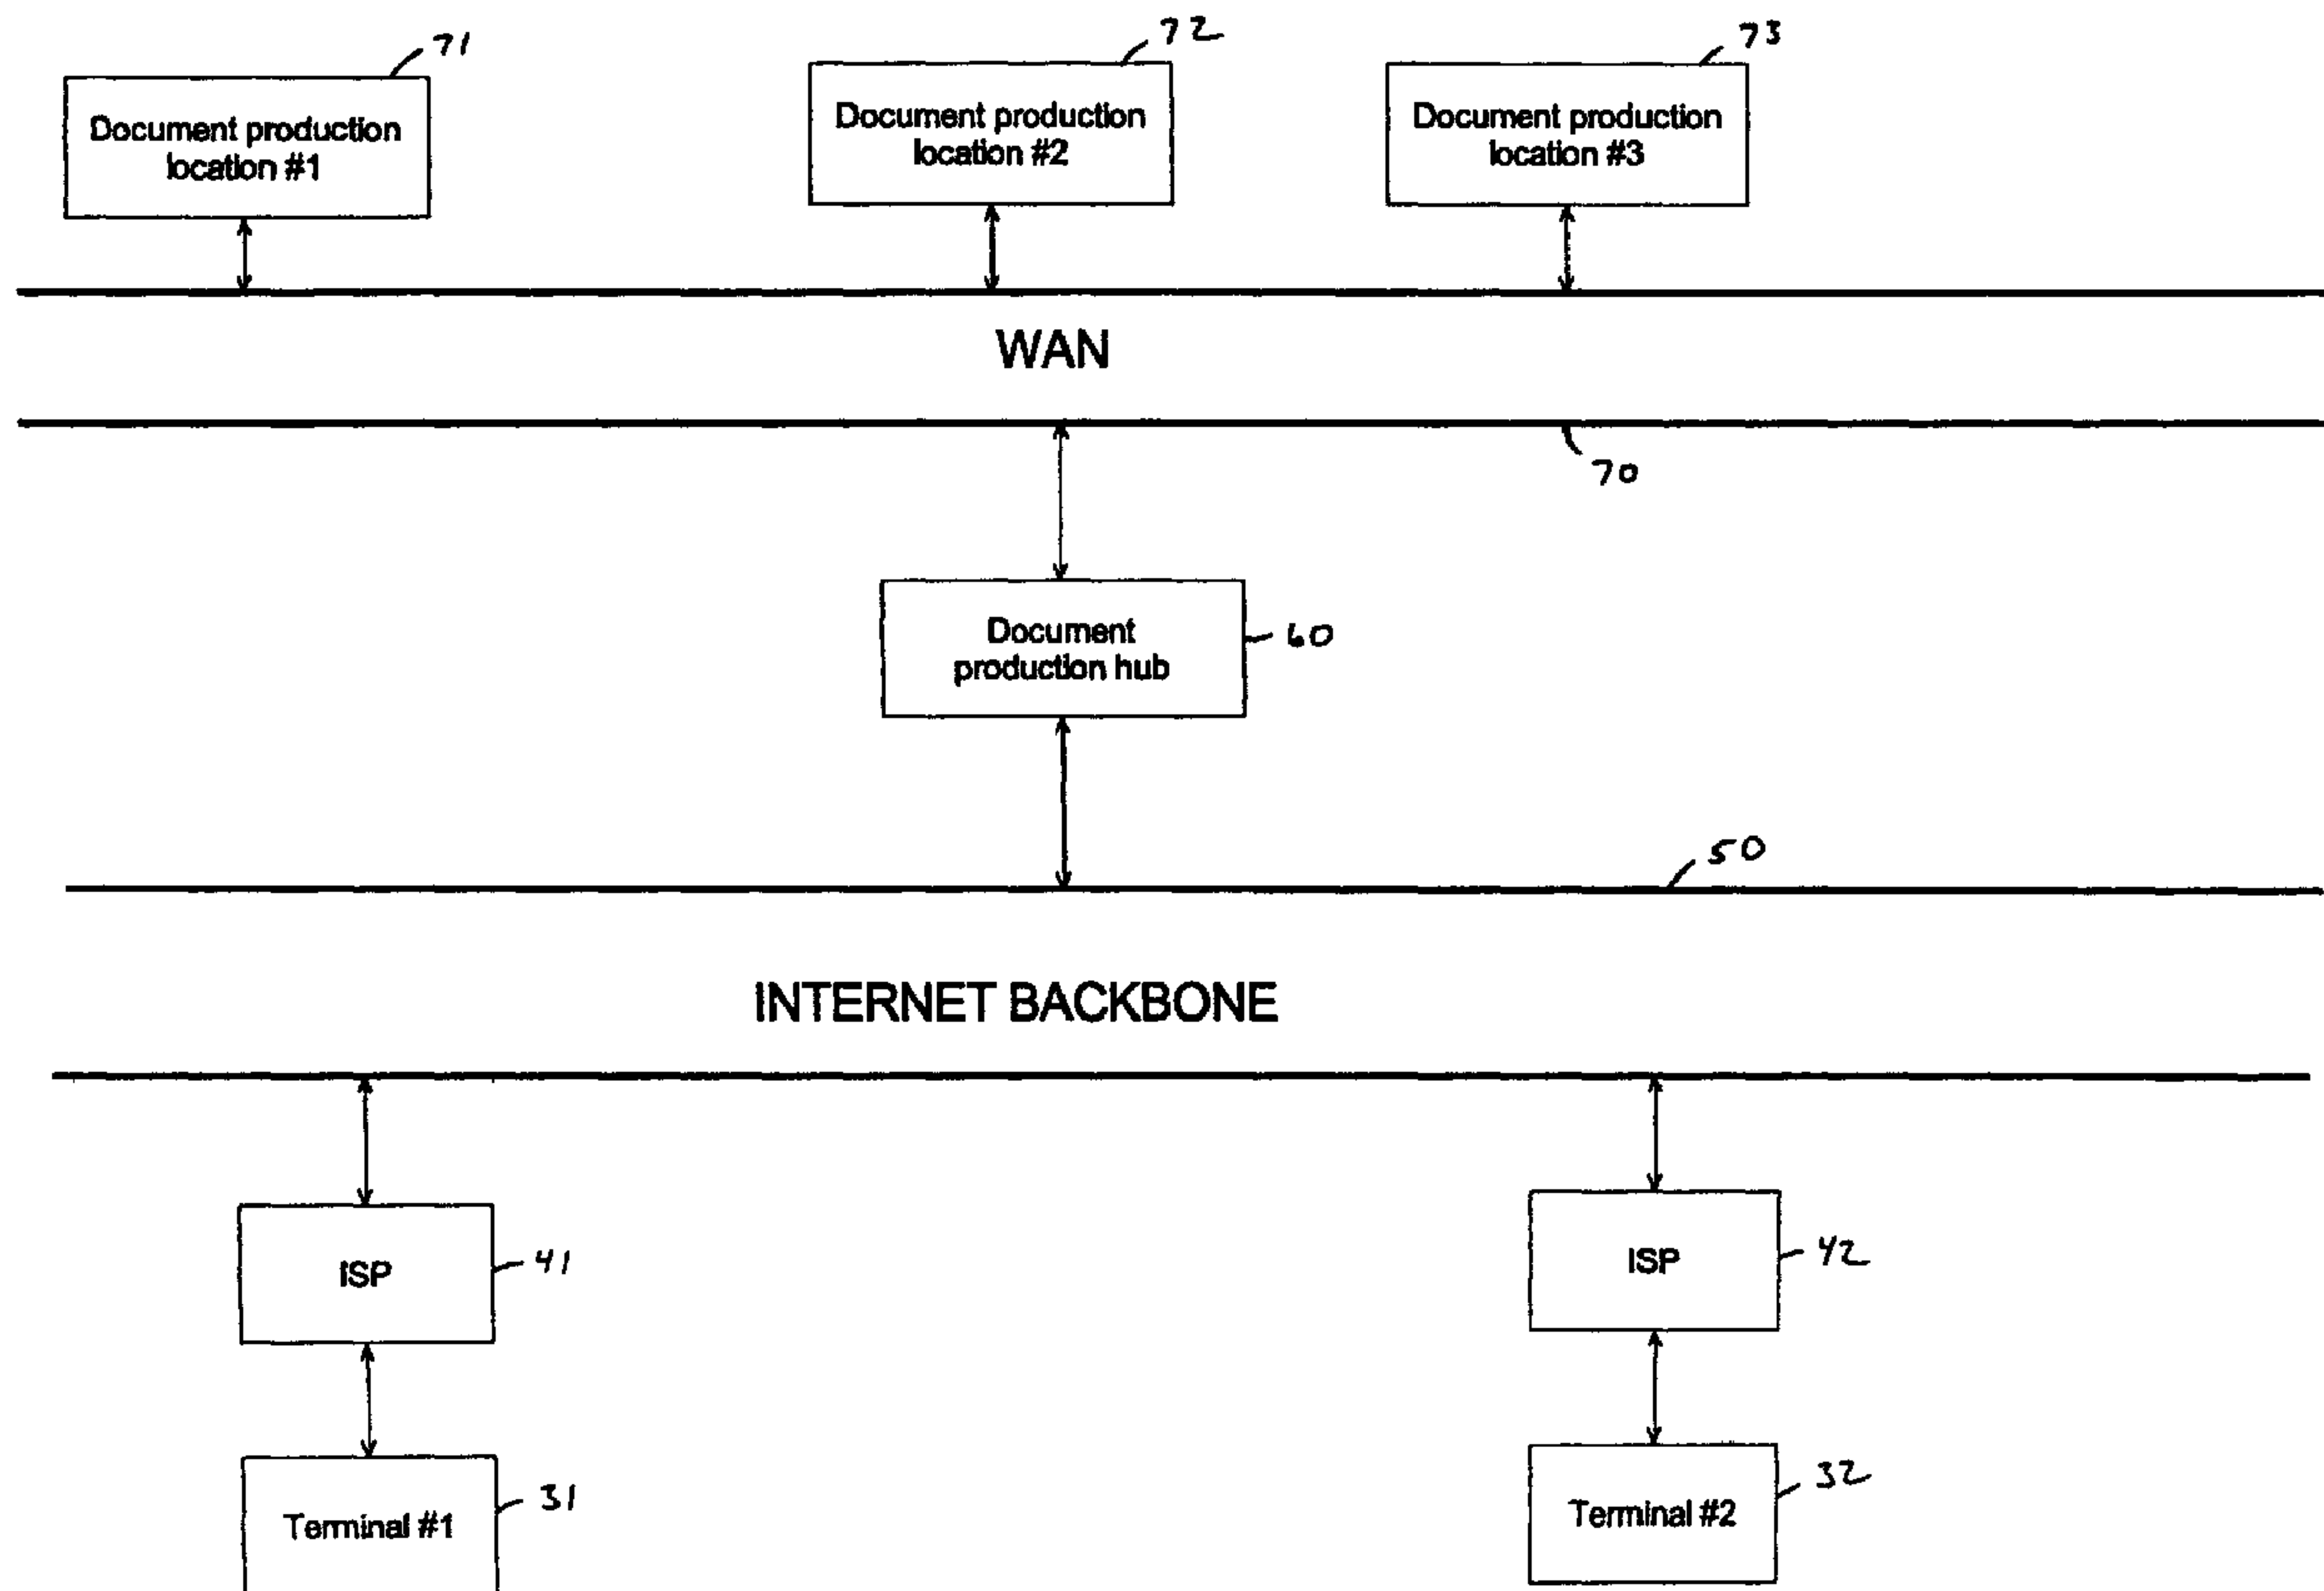 71
72
73
Document production
location #1
Document production
location #2
Document production
location #3
WAN
70
Document
production hub
60
50
INTERNET BACKBONE
ISP
41
ISP
42
Terminal #1
31
Terminal #2
32